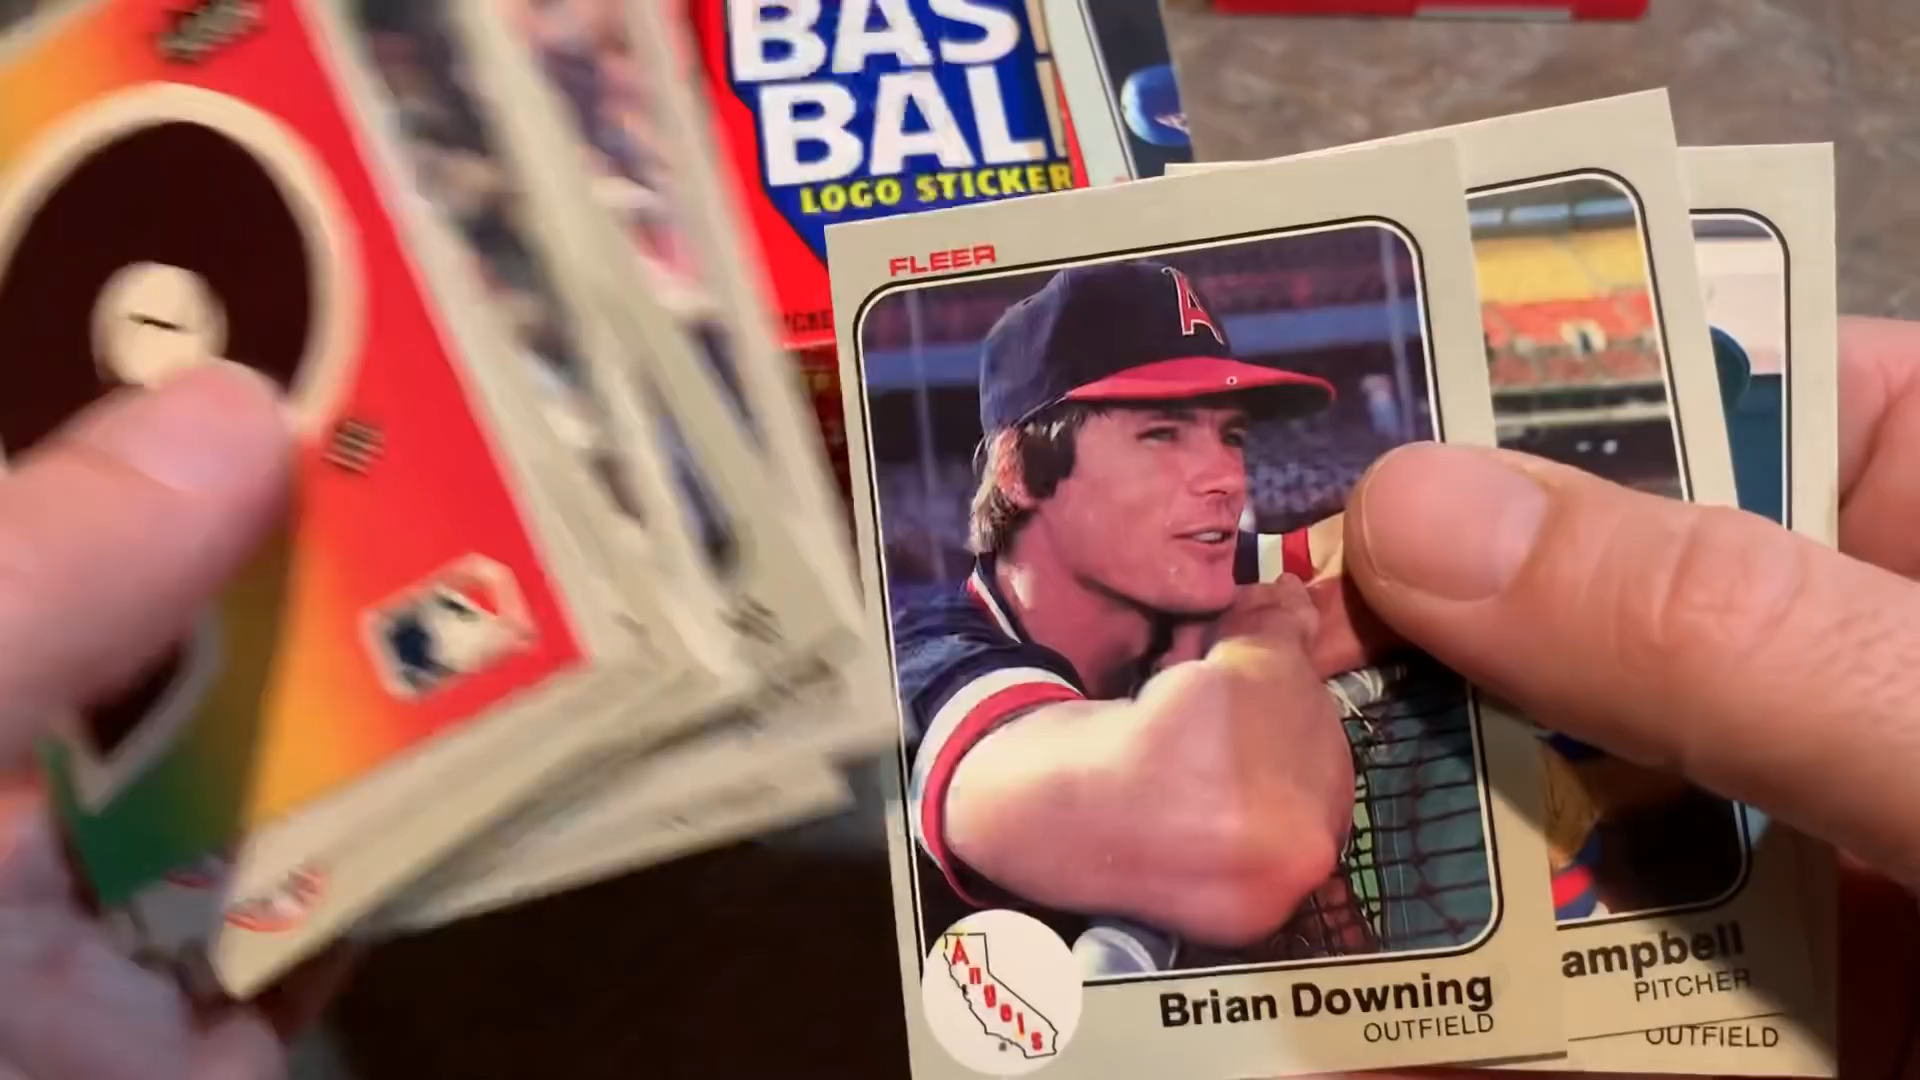 BAS
BAL
LOGO STICKER
FLEER
A
Angels
Brian Downing
OUTFIELD
ampbell
PITCHER
OUTFIELD